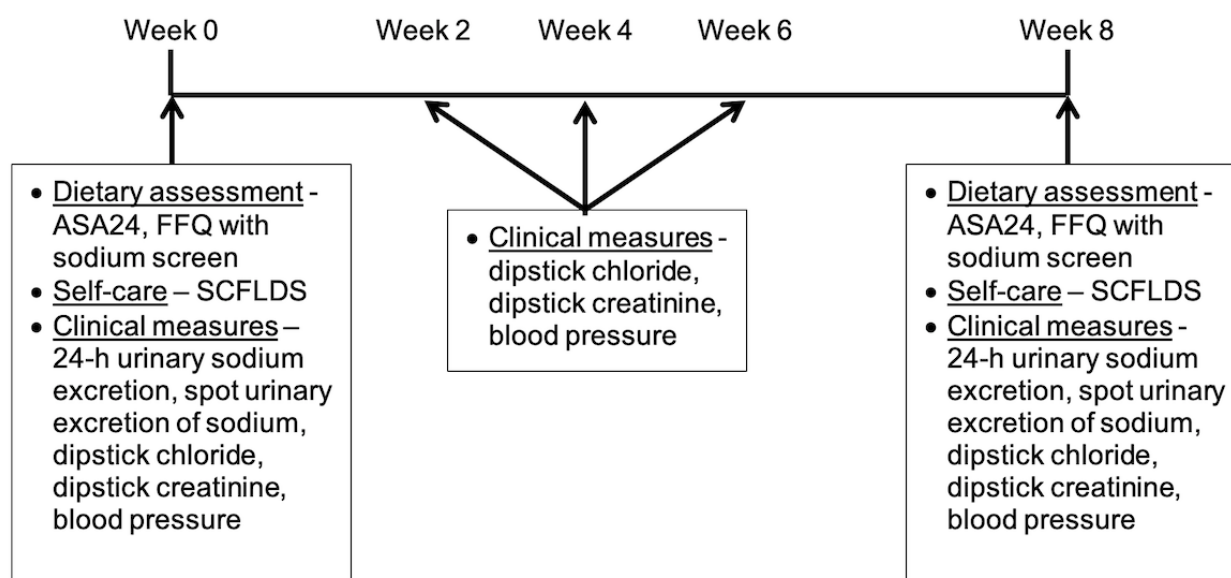 Week 0 Week 2 Week 4 Week 6 Week 8
• Dietary assessment -
ASA24, FFQ with
sodium screen
• Self-care – SCFLDS
• Clinical measures –
24-h urinary sodium
excretion, spot urinary
excretion of sodium,
dipstick chloride,
dipstick creatinine,
blood pressure
• Clinical measures -
dipstick chloride,
dipstick creatinine,
blood pressure
• Dietary assessment -
ASA24, FFQ with
sodium screen
• Self-care – SCFLDS
• Clinical measures -
24-h urinary sodium
excretion, spot urinary
excretion of sodium,
dipstick chloride,
dipstick creatinine,
blood pressure